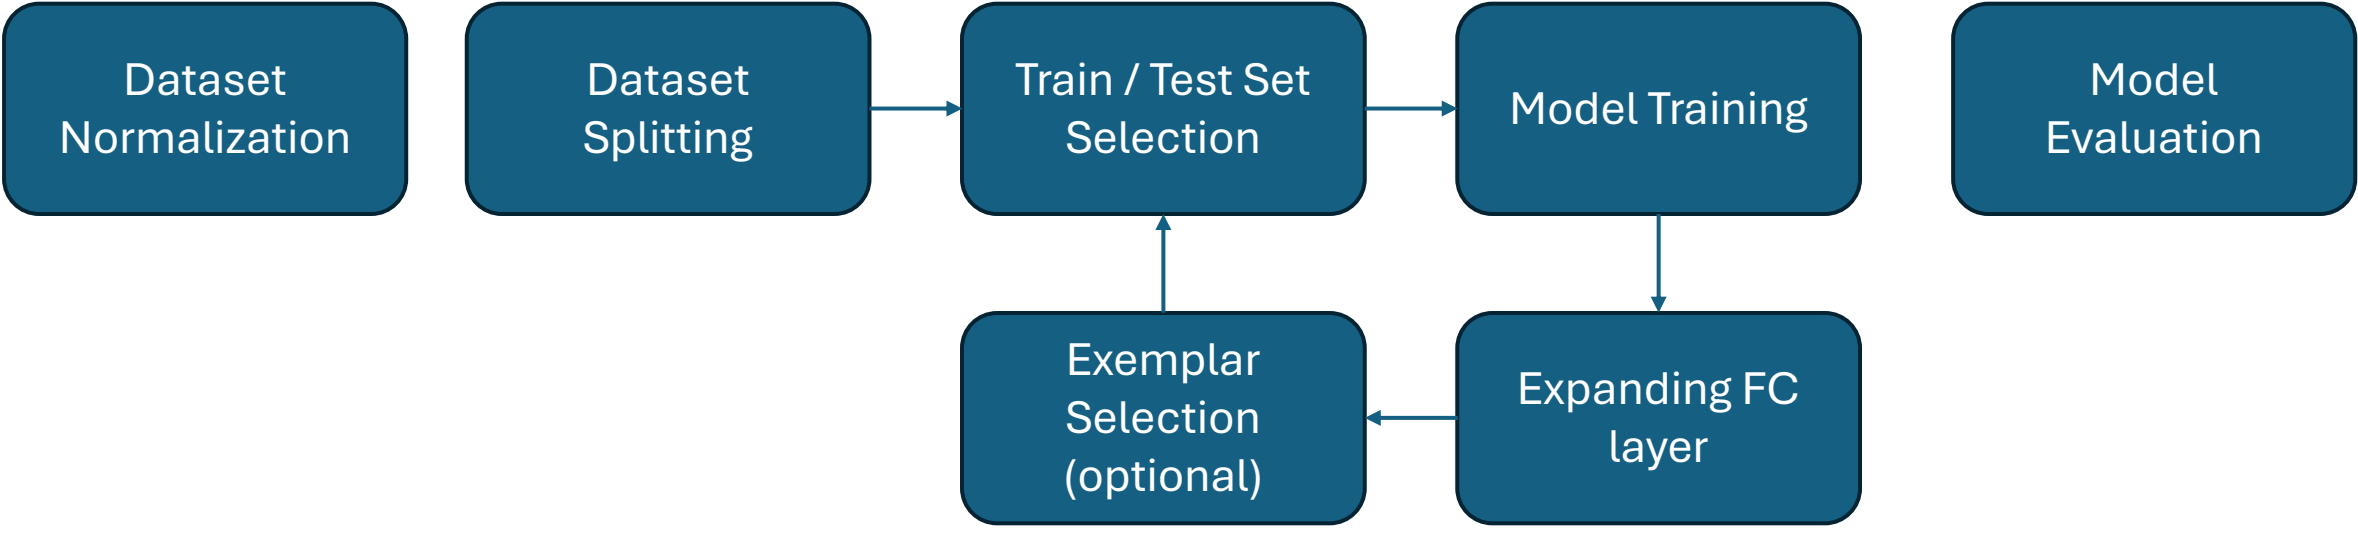 Dataset
Normalization
Dataset
Splitting
Train / Test Set
Selection
Model Training
Model
Evaluation
Exemplar
Selection
(optional)
Expanding FC
layer